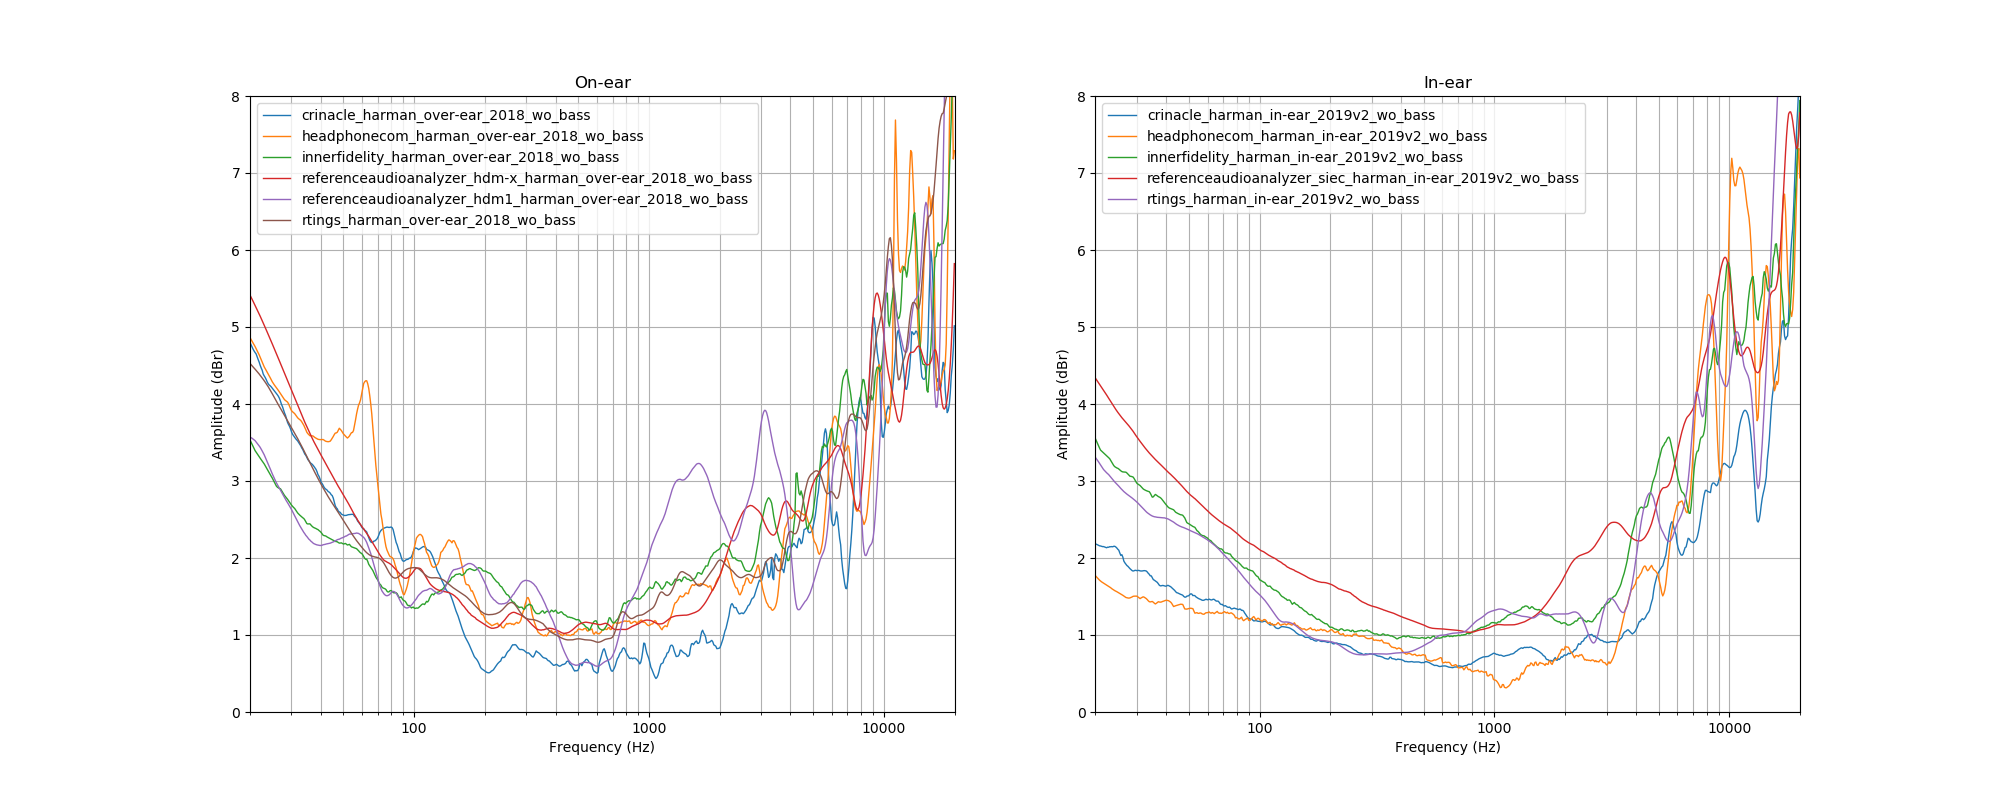 On-ear
8
7
6
5
4
3
2
1
0
Amplitude (dBr)
crinacle_harman_over-ear_2018_wo_bass
headphonecom_harman_over-ear_2018_wo_bass
innerfidelity_harman_over-ear_2018_wo_bass
referenceaudioanalyzer_hdm-x_harman_over-ear_2018_wo_bass
referenceaudioanalyzer_hdm1_harman_over-ear_2018_wo_bass
rtings_harman_over-ear_2018_wo_bass
100 1000 10000
Frequency (Hz)
In-ear
8
7
6
5
4
3
2
1
0
Amplitude (dBr)
crinacle_harman_in-ear_2019v2_wo_bass
headphonecom_harman_in-ear_2019v2_wo_bass
innerfidelity_harman_in-ear_2019v2_wo_bass
referenceaudioanalyzer_siec_harman_in-ear_2019v2_wo_bass
rtings_harman_in-ear_2019v2_wo_bass
100 1000 10000
Frequency (Hz)